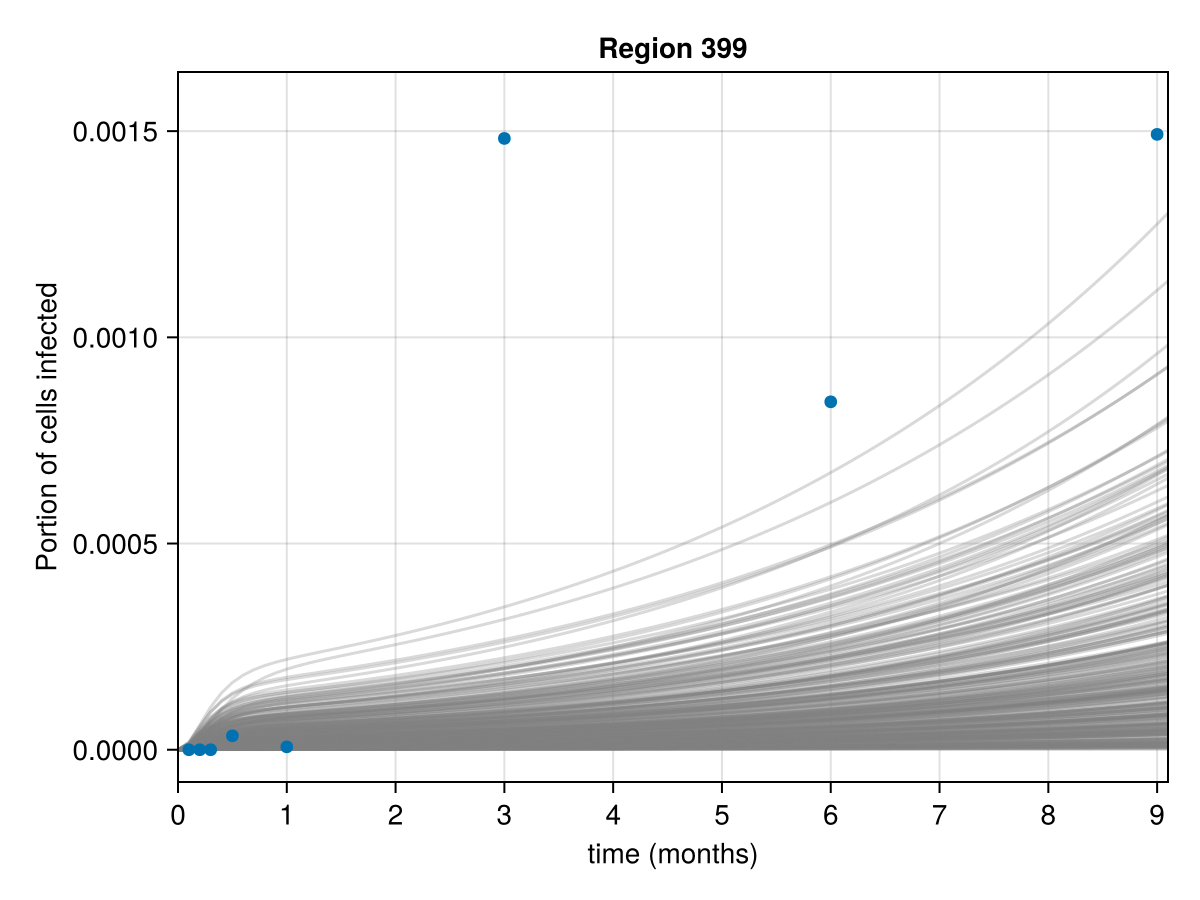 Region 399
Portion of cells infected
0.0015
0.0010
0.0005
0.0000
0 1 2 3 4 5 6 7 8 9
time (months)